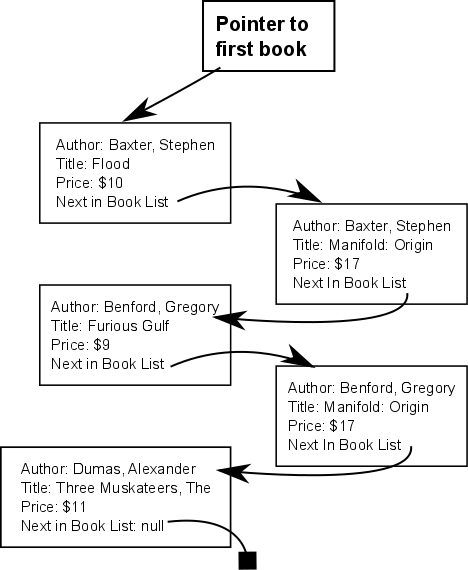 Pointer to
first book
Author: Baxter, Stephen
Title: Flood
Price: $10
Next in Book List
Author: Baxter, Stephen
Title: Manifold: Origin
Price: $17
Next In Book List
Author: Benford, Gregory
Title: Furious Gulf
Price: $9
Next in Book List
Author: Benford, Gregory
Title: Manifold: Origin
Price: $17
Next In Book List
Author: Dumas, Alexander
Title: Three Muskateers, The
Price: $11
Next in Book List: null